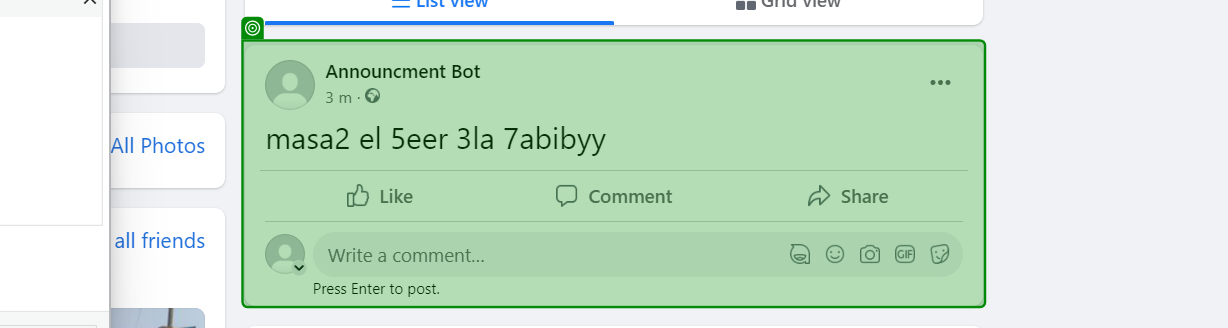 List view
Grid view
Announcment Bot
3 m ·
masa2 el 5eer 3la 7abibyy
Like
Comment
Share
Write a comment...
GIF
Press Enter to post.
All Photos
all friends